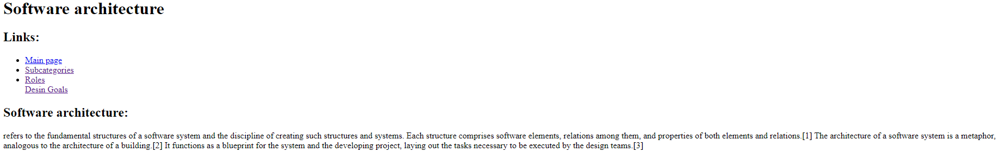 Software architecture
Links:
Main page
Subcategories
Roles
Desin Goals
Software architecture:
refers to the fundamental structures of a software system and the discipline of creating such structures and systems. Each structure comprises software elements, relations among them, and properties of both elements and relations.[1] The architecture of a software system is a metaphor,
analogous to the architecture of a building.[2] It functions as a blueprint for the system and the developing project, laying out the tasks necessary to be executed by the design teams.[3]